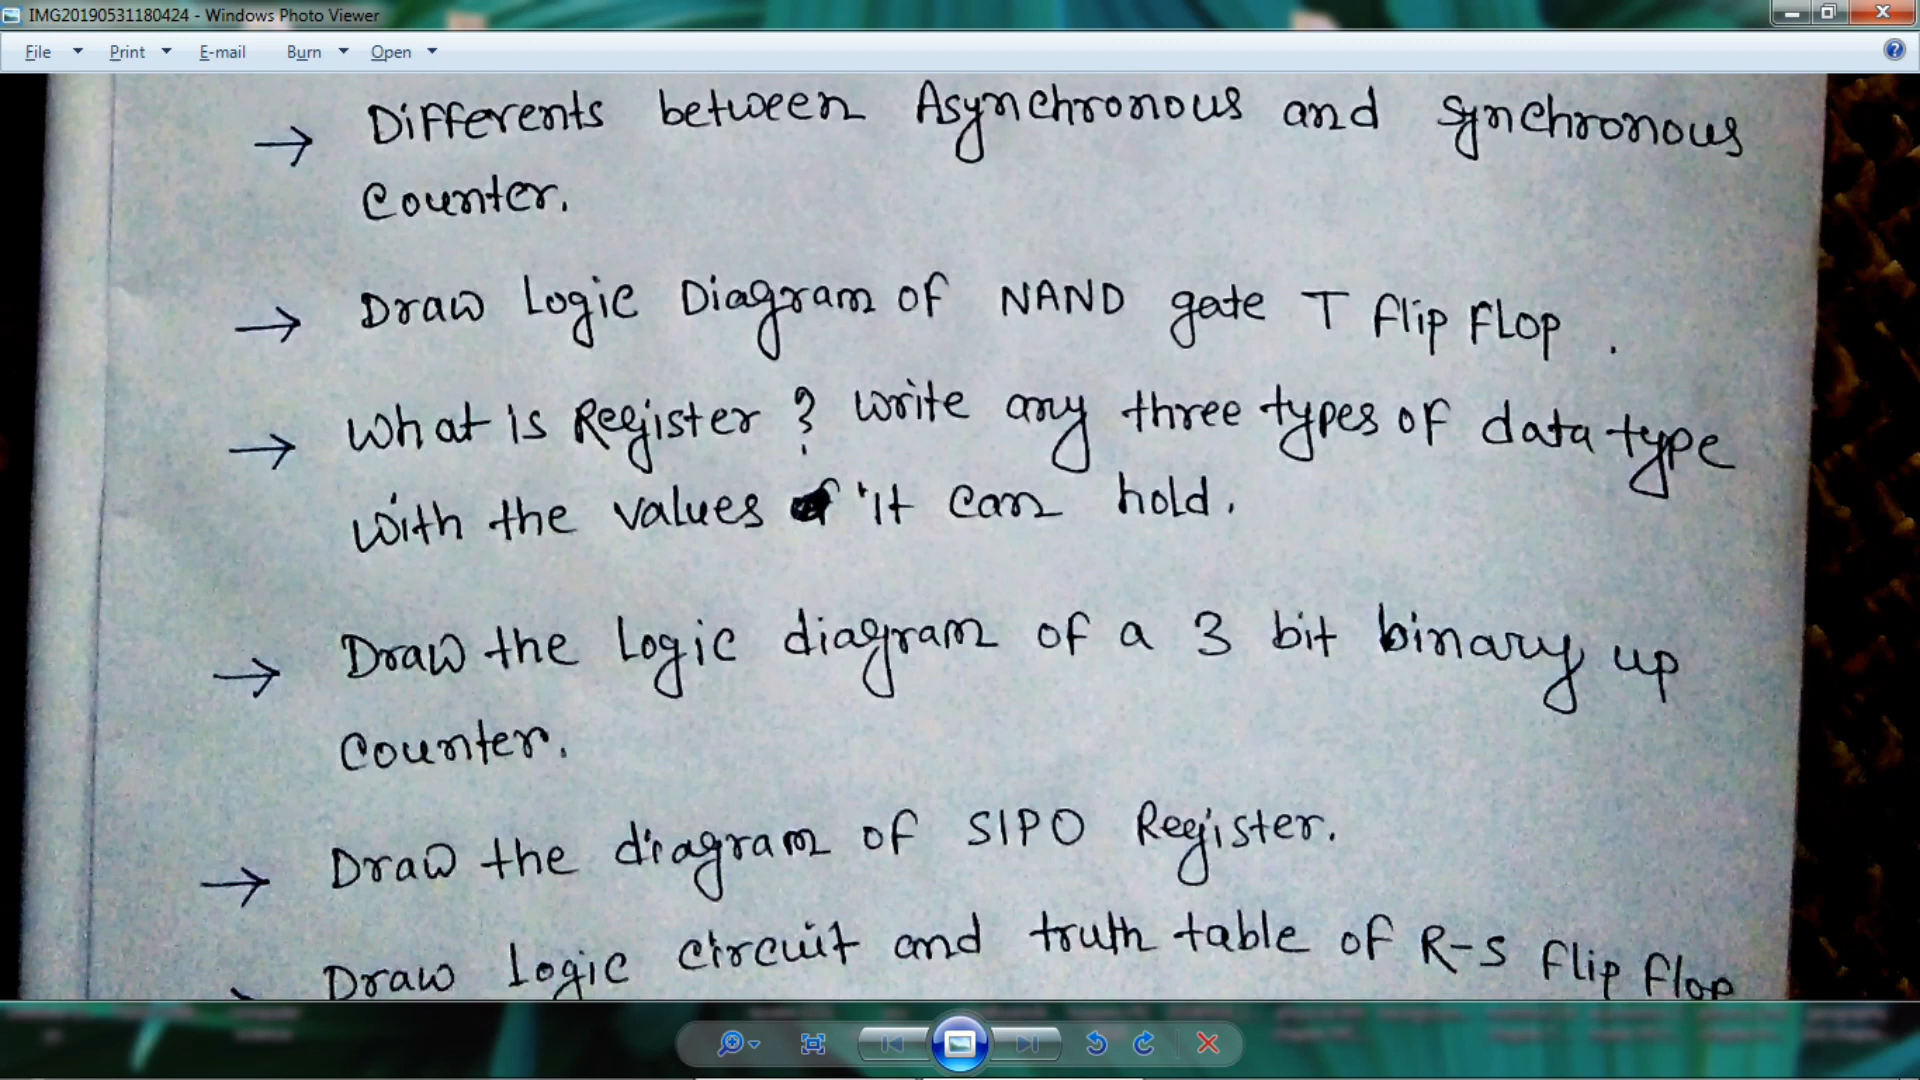 IMG20190531180424 - Windows Photo Viewer
File Print E-mail Burn Open
→ Differents between Asynchronous and Synchronous
Counter.
→ Draw Logic Diagram of NAND gate T flip flop.
→ What is Register? Write any three types of data type
with the values it can hold.
→ Draw the Logic diagram of a 3 bit binary up
Counter.
→ Draw the diagram of SIPO Register.
Draw Logic circuit and truth table of R-S flip flop